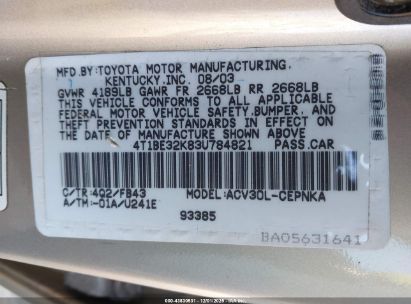 MFD.BY:TOYOTA MOTOR MANUFACTURING,
KENTUCKY,INC. 08/03
GVWR 4189LB GAWR FR 2668LB RR 2668LB
THIS VEHICLE CONFORMS TO ALL APPLICABLE
FEDERAL MOTOR VEHICLE SAFETY,BUMPER, AND
THEFT PREVENTION STANDARDS IN EFFECT ON
THE DATE OF MANUFACTURE SHOWN ABOVE.
4T1BE32K83U784821 PASS.CAR
C/TR:4Q2/FB43 MODEL:ACV30L-CEPNKA
A/TM:-01A/U241E
93385
BA05631641